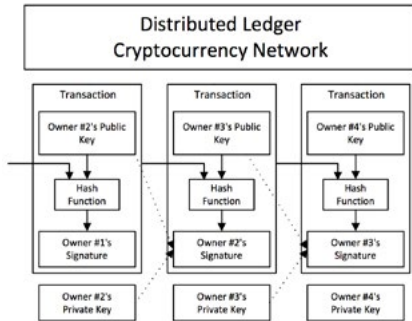 Distributed Ledger
Cryptocurrency Network
Transaction
Owner #2's Public
Key
Hash
Function
Owner #1's
Signature
Owner #2's
Private Key
Transaction
Owner #3's Public
Key
Hash
Function
Owner #2's
Signature
Owner #3's
Private Key
Transaction
Owner #4's Public
Key
Hash
Function
Owner #3's
Signature
Owner #4's
Private Key